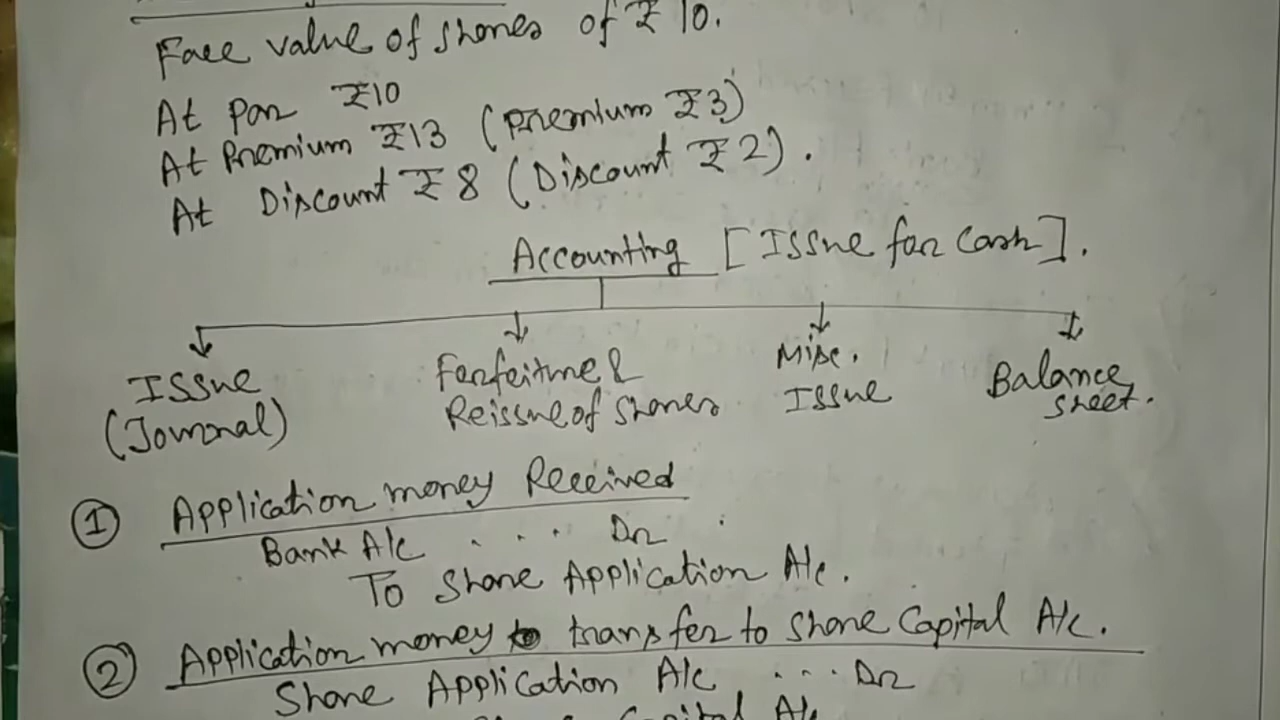 Face value of shares of ₹ 10.
At par ₹10
At Premium ₹13 (Premium ₹3)
At Discount ₹8 (Discount ₹2).
Accounting [Issue for Cash].
Issue
(Journal)
Forfeiture &
Reissue of shares
Misc.
Issue
Balance
sheet.
① Application money Received
Bank A/c . . . Dr
To Share Application A/c.
② Application money to transfer to Share Capital A/c.
Share Application A/c ... Dr
Capital A/c